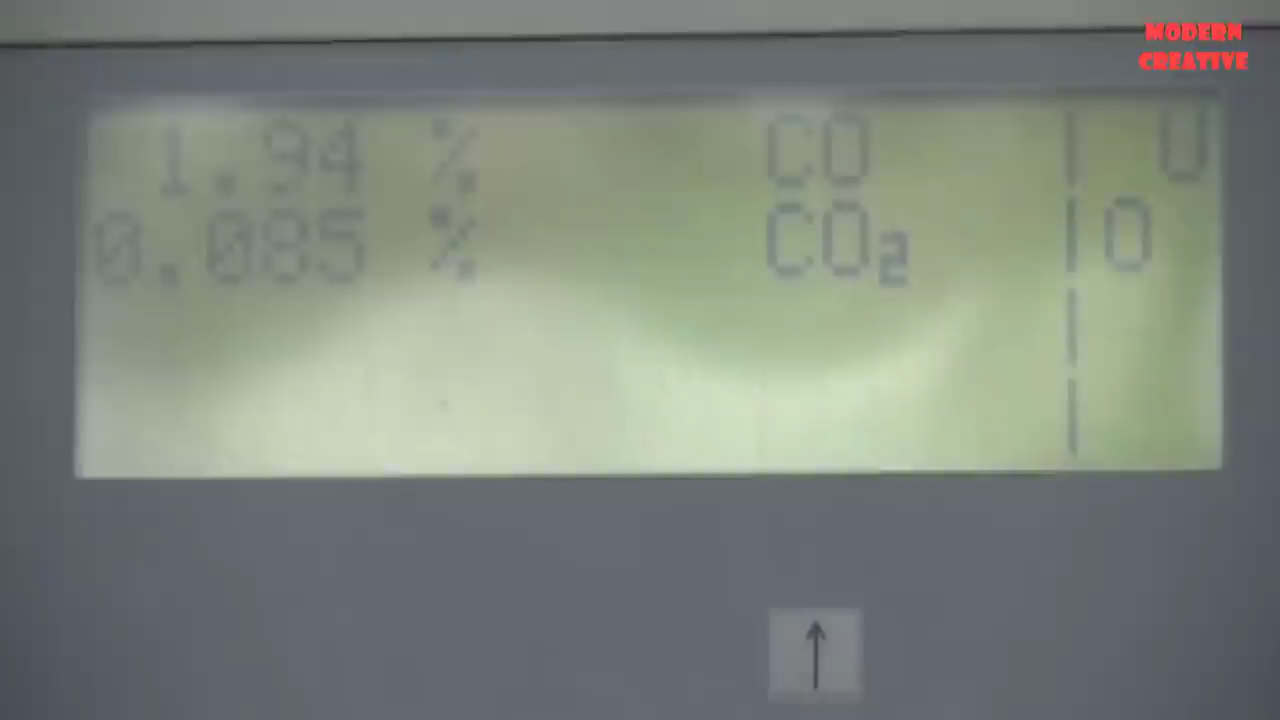 MODERN
CREATIVE
1.94 % CO | U
0.085 % CO₂ | O
|
|
↑